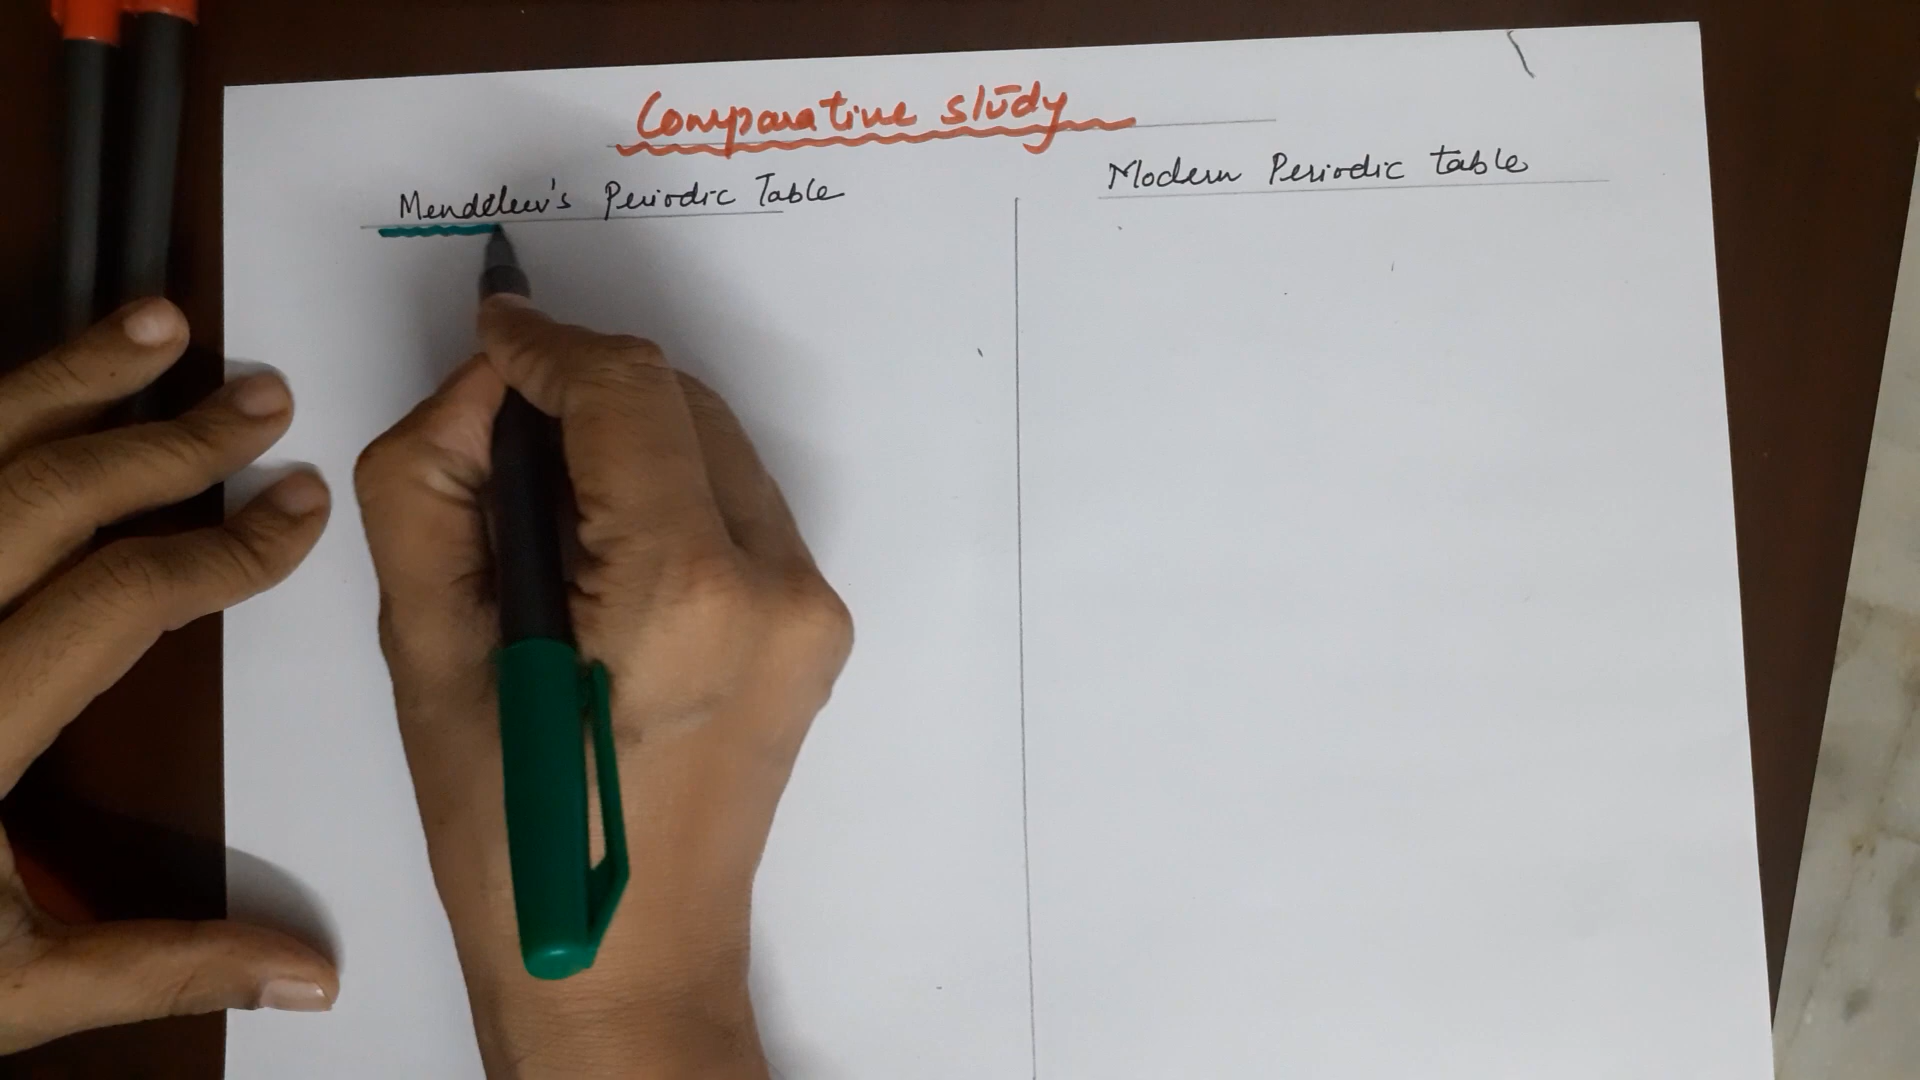 Comparative study
Mendeleev's Periodic Table
Modern Periodic table